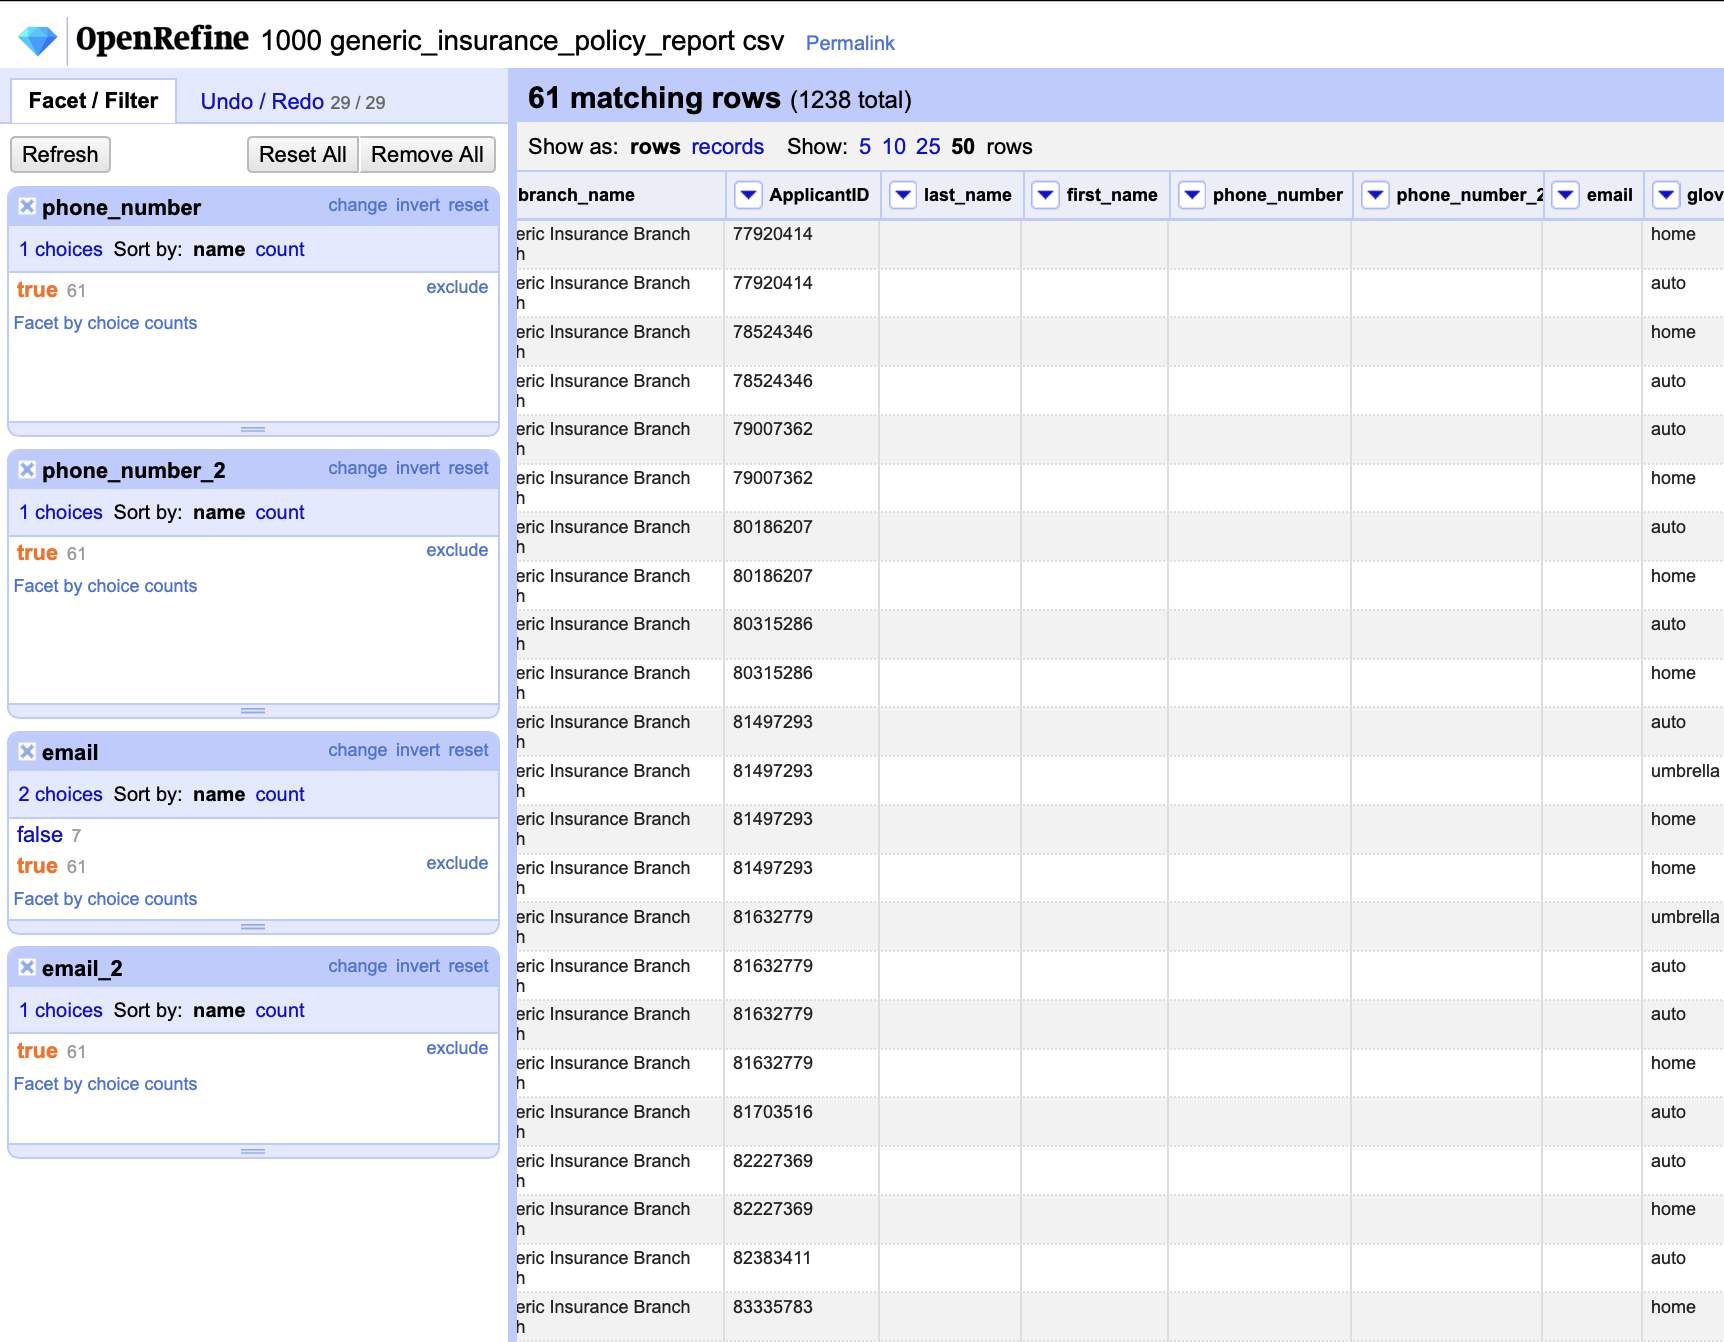 OpenRefine 1000 generic_insurance_policy_report csv Permalink
Facet / Filter Undo / Redo 29 / 29
Refresh Reset All Remove All
phone_number change invert reset
1 choices Sort by: name count
true 61 exclude
Facet by choice counts
phone_number_2 change invert reset
1 choices Sort by: name count
true 61 exclude
Facet by choice counts
email change invert reset
2 choices Sort by: name count
false 7
true 61 exclude
Facet by choice counts
email_2 change invert reset
1 choices Sort by: name count
true 61 exclude
Facet by choice counts
61 matching rows (1238 total)
Show as: rows records Show: 5 10 25 50 rows
branch_name ApplicantID last_name first_name phone_number phone_number_2 email glov
eric Insurance Branch 77920414 home
h
eric Insurance Branch 77920414 auto
h
eric Insurance Branch 78524346 home
h
eric Insurance Branch 78524346 auto
h
eric Insurance Branch 79007362 auto
h
eric Insurance Branch 79007362 home
h
eric Insurance Branch 80186207 auto
h
eric Insurance Branch 80186207 home
h
eric Insurance Branch 80315286 auto
h
eric Insurance Branch 80315286 home
h
eric Insurance Branch 81497293 auto
h
eric Insurance Branch 81497293 umbrella
h
eric Insurance Branch 81497293 home
h
eric Insurance Branch 81497293 home
h
eric Insurance Branch 81632779 umbrella
h
eric Insurance Branch 81632779 auto
h
eric Insurance Branch 81632779 auto
h
eric Insurance Branch 81632779 home
h
eric Insurance Branch 81703516 auto
h
eric Insurance Branch 82227369 auto
h
eric Insurance Branch 82227369 home
h
eric Insurance Branch 82383411 auto
h
eric Insurance Branch 83335783 home
h